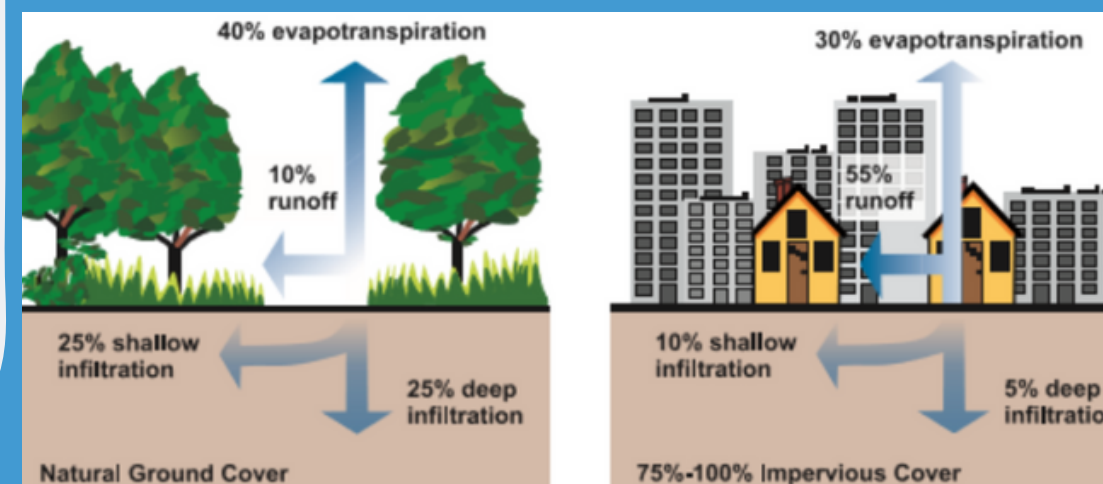 40% evapotranspiration
10%
runoff
25% shallow
infiltration
25% deep
infiltration
Natural Ground Cover
30% evapotranspiration
55%
runoff
10% shallow
infiltration
5% deep
infiltratio
75%-100% Impervious Cover